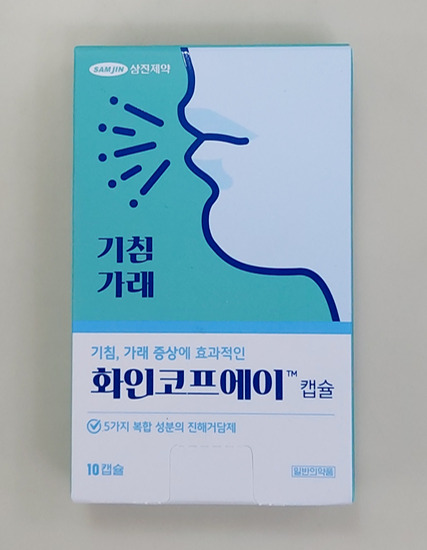 SAMJIN 삼진제약
기침
가래
기침, 가래 증상에 효과적인
화인코프에이™ 캡슐
5가지 복합 성분의 진해거담제
10캡슐
일반의약품